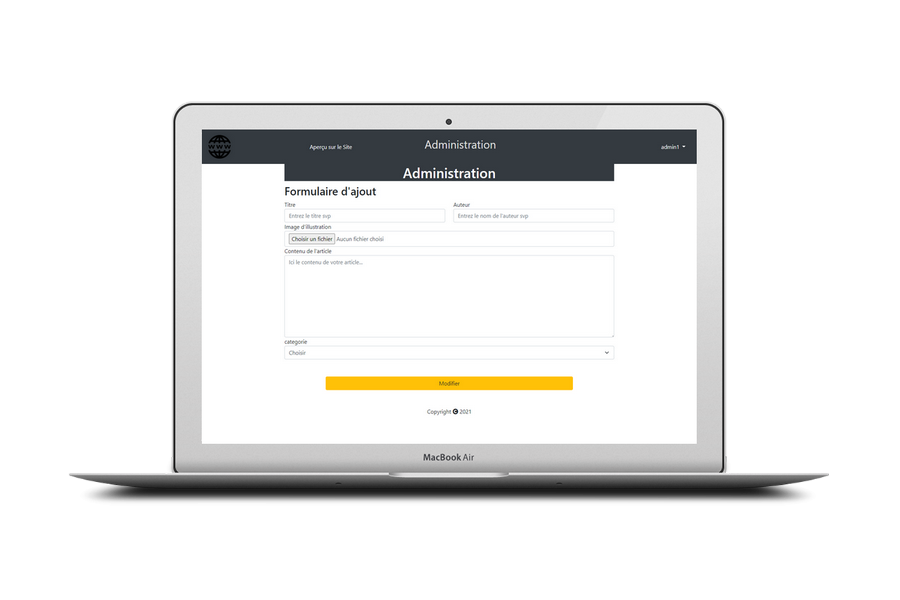 WWW
Aperçu sur le Site
Administration
admin1
Administration
Formulaire d'ajout
Titre
Auteur
Entrez le titre svp
Entrez le nom de l'auteur svp
Image d'illustration
Choisir un fichier Aucun fichier choisi
Contenu de l'article
Ici le contenu de votre article...
categorie
Choisir
Modifier
Copyright © 2021
MacBook Air